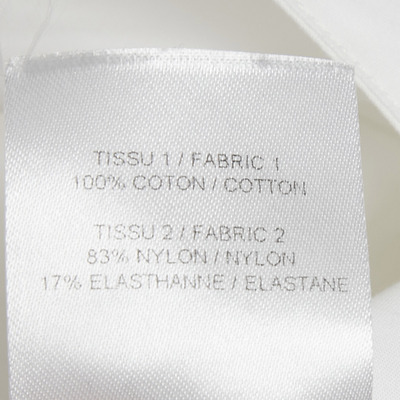 TISSU 1 / FABRIC 1
100% COTON / COTTON
TISSU 2 / FABRIC 2
83% NYLON / NYLON
17% ELASTHANNE / ELASTANE